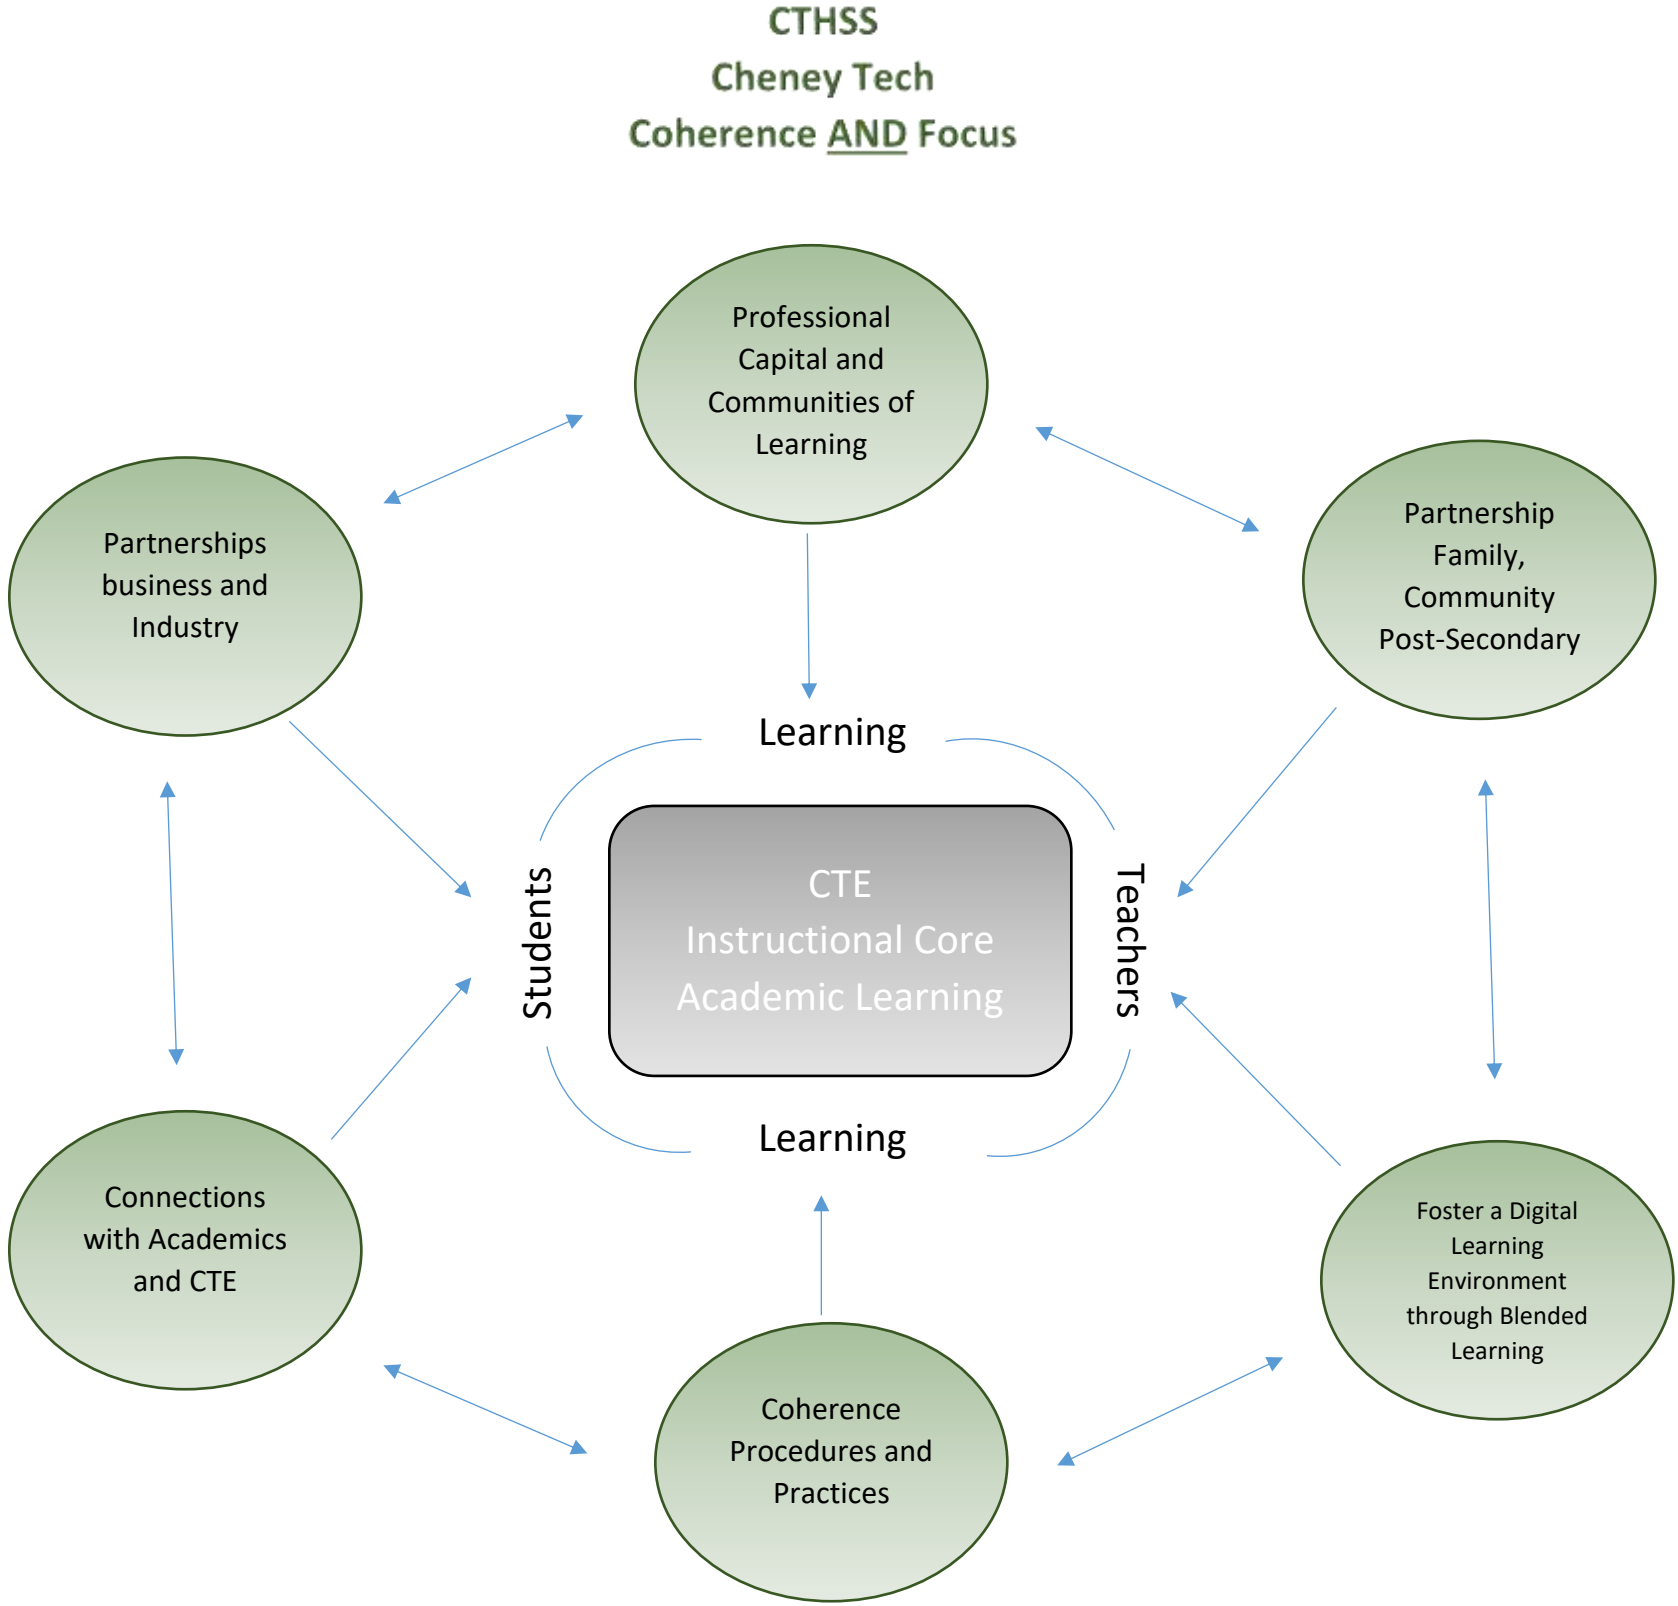 CTHSS
Cheney Tech
Coherence AND Focus
Professional
Capital and
Communities of
Learning
Partnerships
business and
Industry
Partnership
Family,
Community
Post-Secondary
Learning
Students
CTE
Instructional Core
Academic Learning
Teachers
Learning
Connections
with Academics
and CTE
Foster a Digital
Learning
Environment
through Blended
Learning
Coherence
Procedures and
Practices